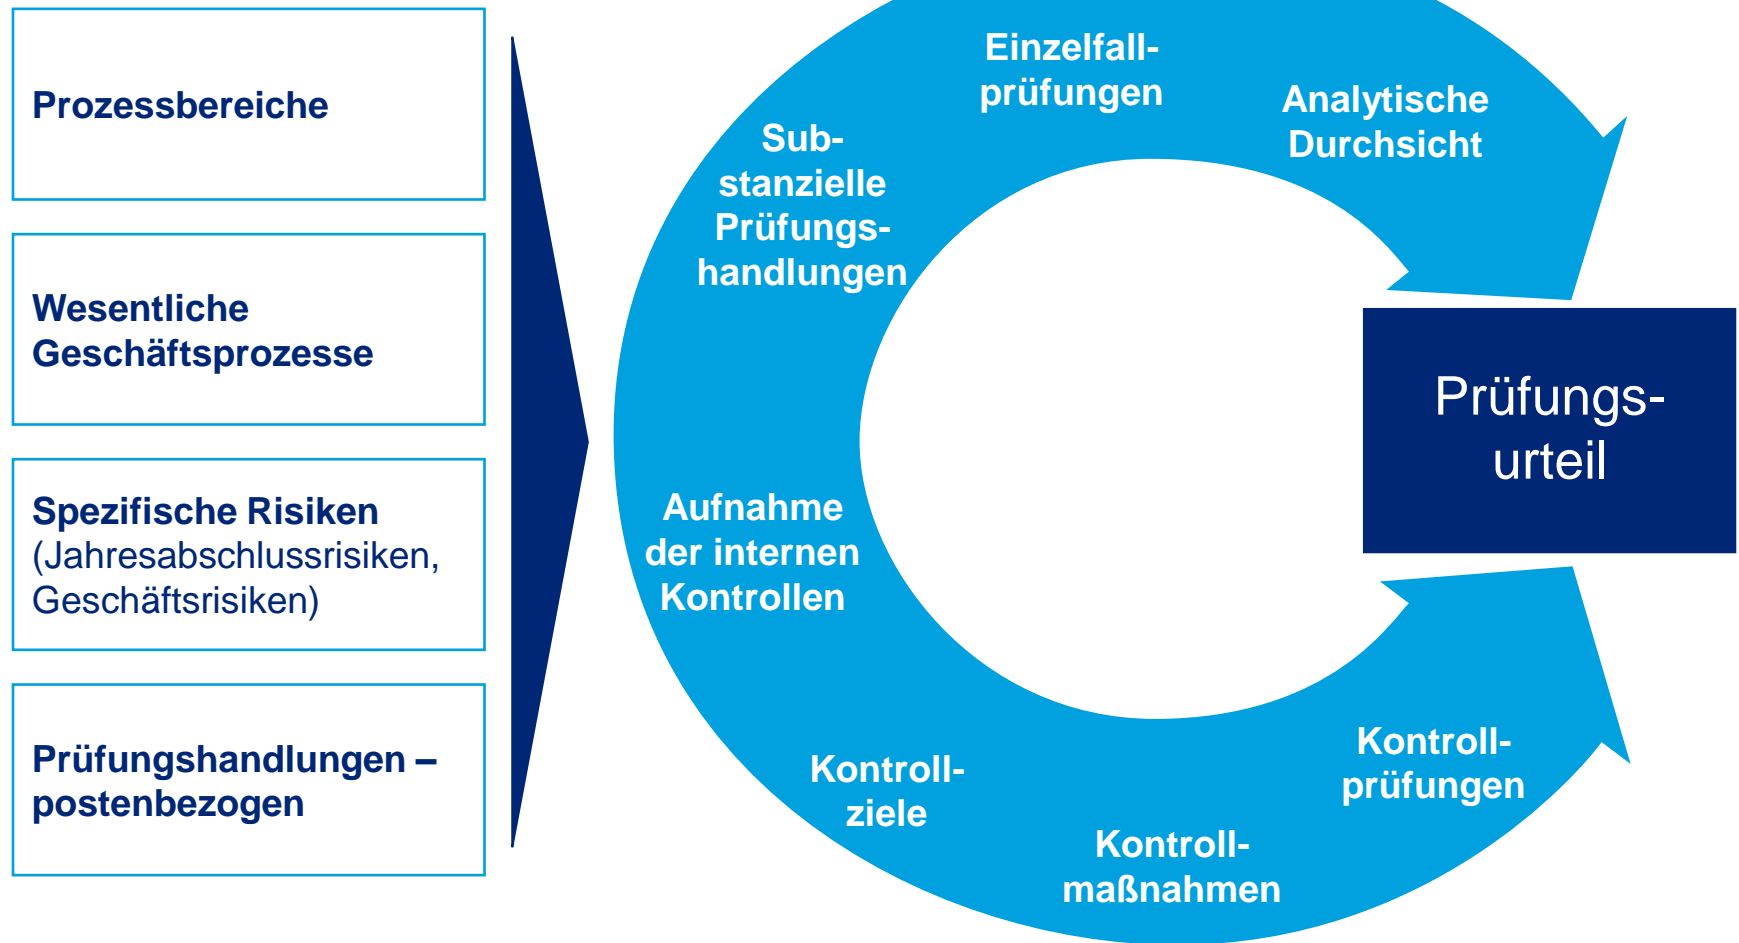 Prozessbereiche
Wesentliche
Geschäftsprozesse
Spezifische Risiken
(Jahresabschlussrisiken,
Geschäftsrisiken)
Prüfungshandlungen –
postenbezogen
Einzelfall-
prüfungen
Analytische
Durchsicht
Sub-
stanzielle
Prüfungs-
handlungen
Aufnahme
der internen
Kontrollen
Kontroll-
ziele
Kontroll-
maßnahmen
Kontroll-
prüfungen
Prüfungs-
urteil